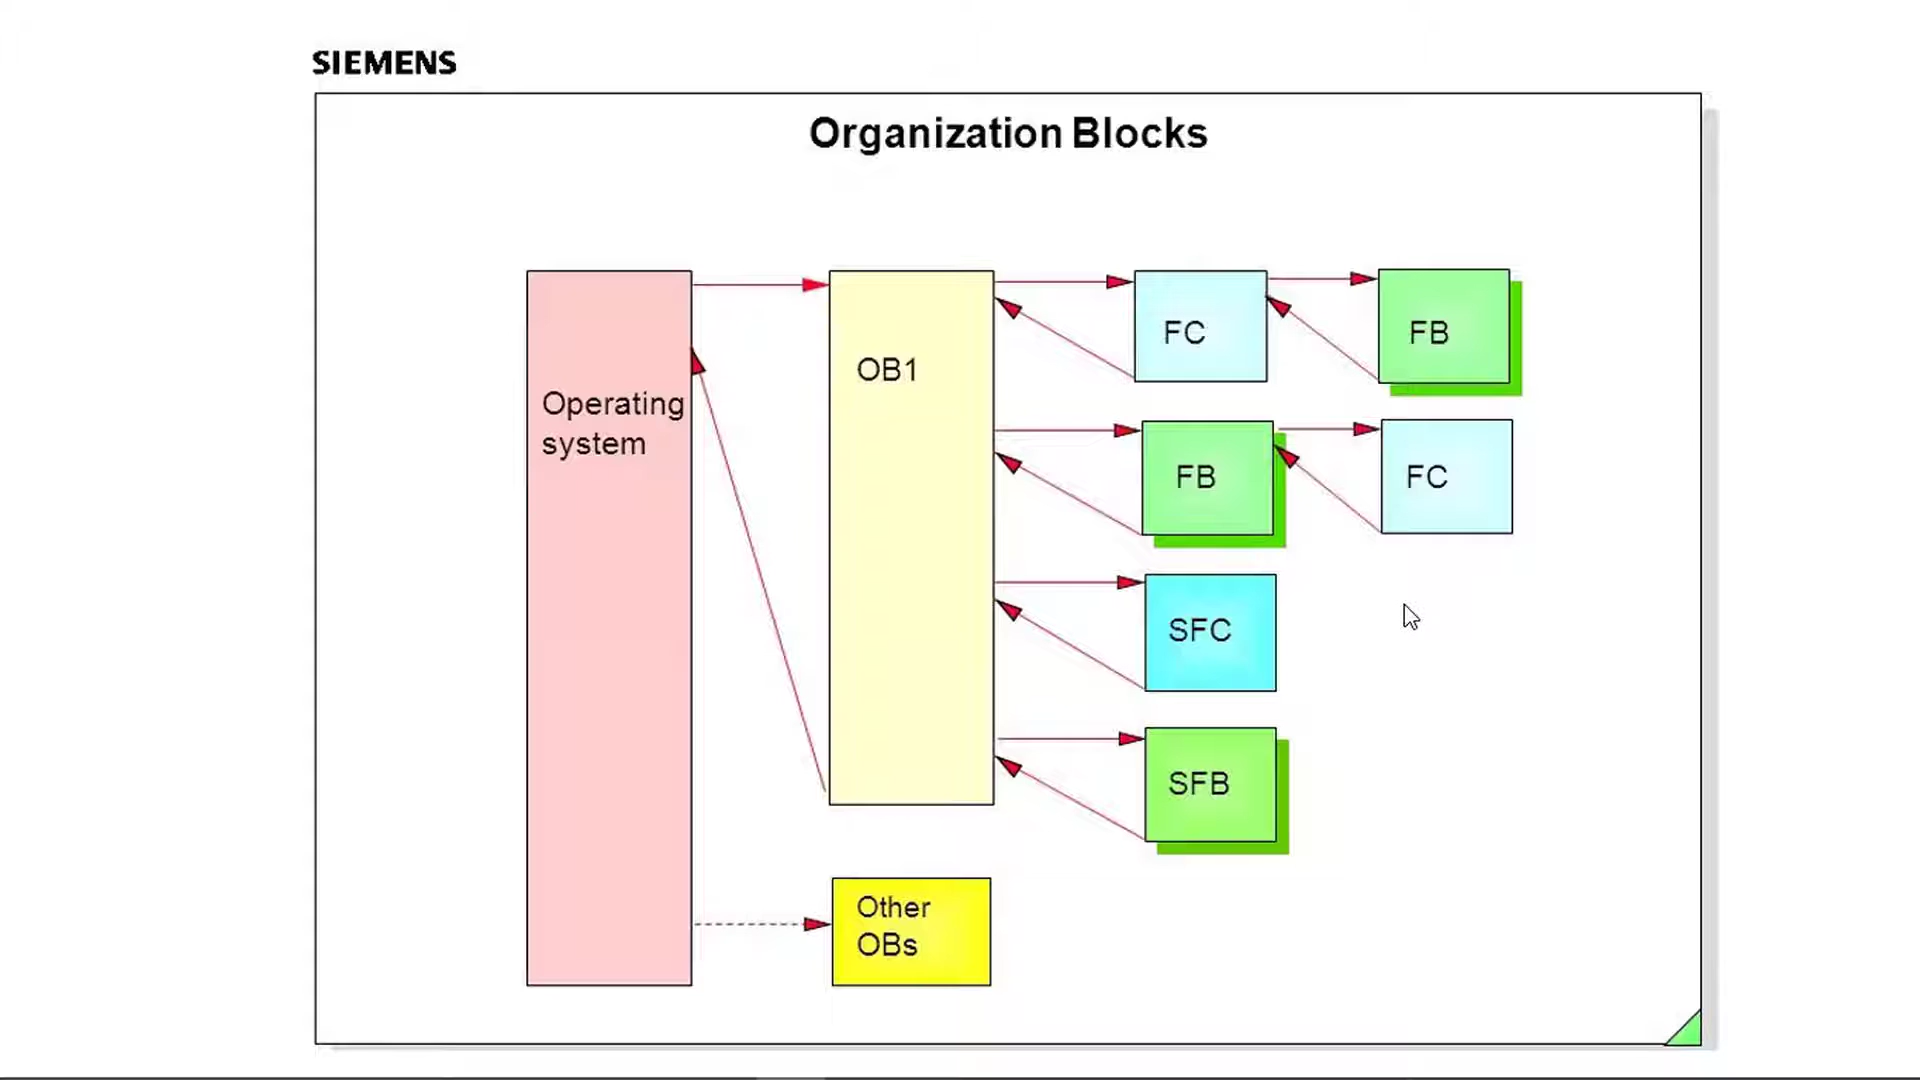 SIEMENS
Organization Blocks
Operating
system
OB1
FC
FB
FB
FC
SFC
SFB
Other
OBs